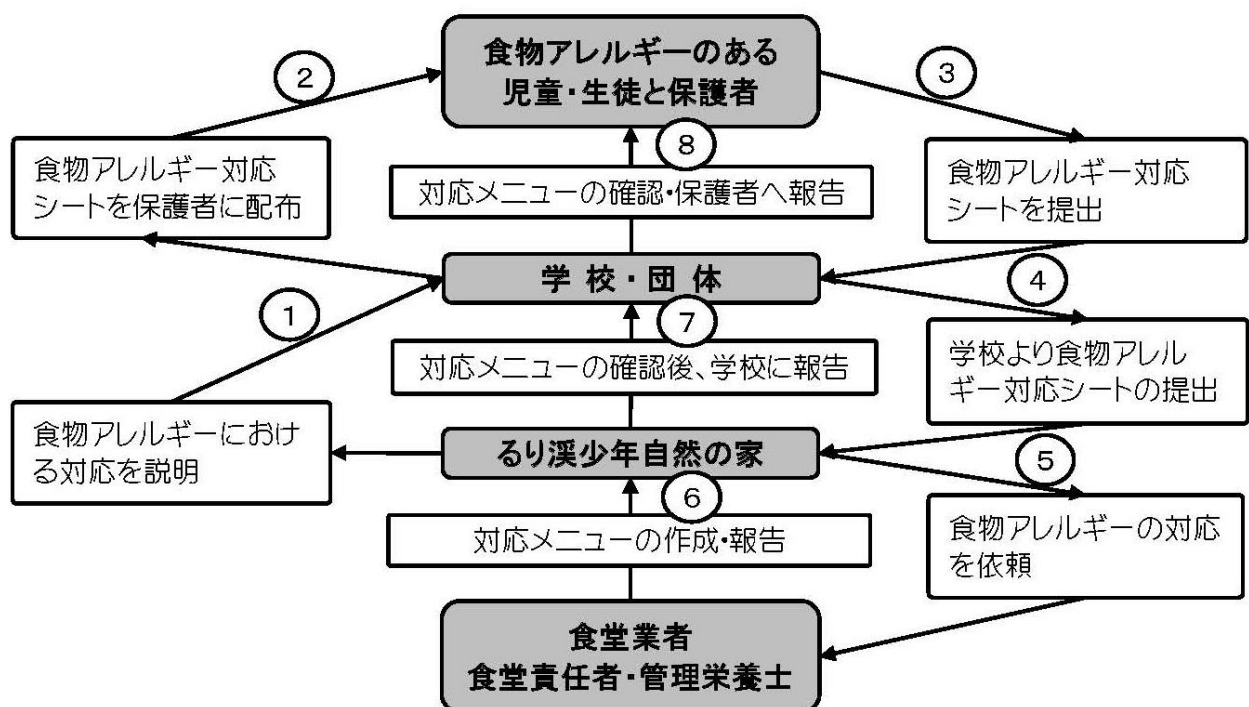 食物アレルギーのある
児童・生徒と保護者
②
③
食物アレルギー対応
シートを保護者に配布
⑧
対応メニューの確認・保護者へ報告
食物アレルギー対応
シートを提出
学校・団体
①
⑦
④
対応メニューの確認後、学校に報告
学校より食物アレル
ギー対応シートの提出
食物アレルギーにおけ
る対応を説明
るり渓少年自然の家
⑥
⑤
対応メニューの作成・報告
食物アレルギーの対応
を依頼
食堂業者
食堂責任者・管理栄養士